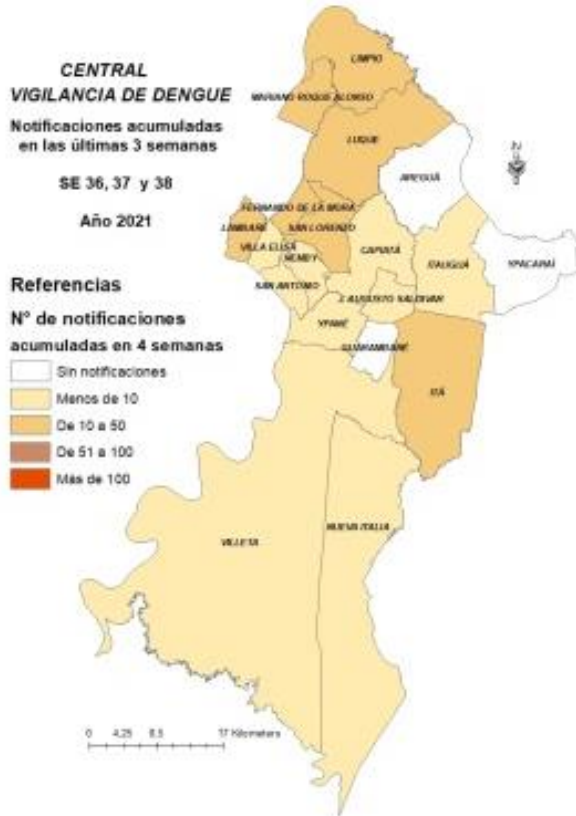 CENTRAL
VIGILANCIA DE DENGUE
Notificaciones acumuladas
en las últimas 3 semanas
SE 36, 37 y 38
Año 2021
Referencias
N° de notificaciones
acumuladas en 4 semanas
Sin notificaciones
Menos de 10
De 10 a 50
De 51 a 100
Más de 100
LIMPIO
MARIANO ROQUE ALONSO
LUQUE
AREGUÁ
FERNANDO DE LA MORA
LAMBARÉ
SAN LORENZO
VILLA ELISA
ÑEMBY
CAPIATÁ
ITAUGUÁ
YPACARAÍ
SAN ANTONIO
J. AUGUSTO SALDIVAR
YPANÉ
GUARAMBARÉ
ITÁ
VILLETA
NUEVA ITALIA
0 4,25 8,5 17 Kilometers